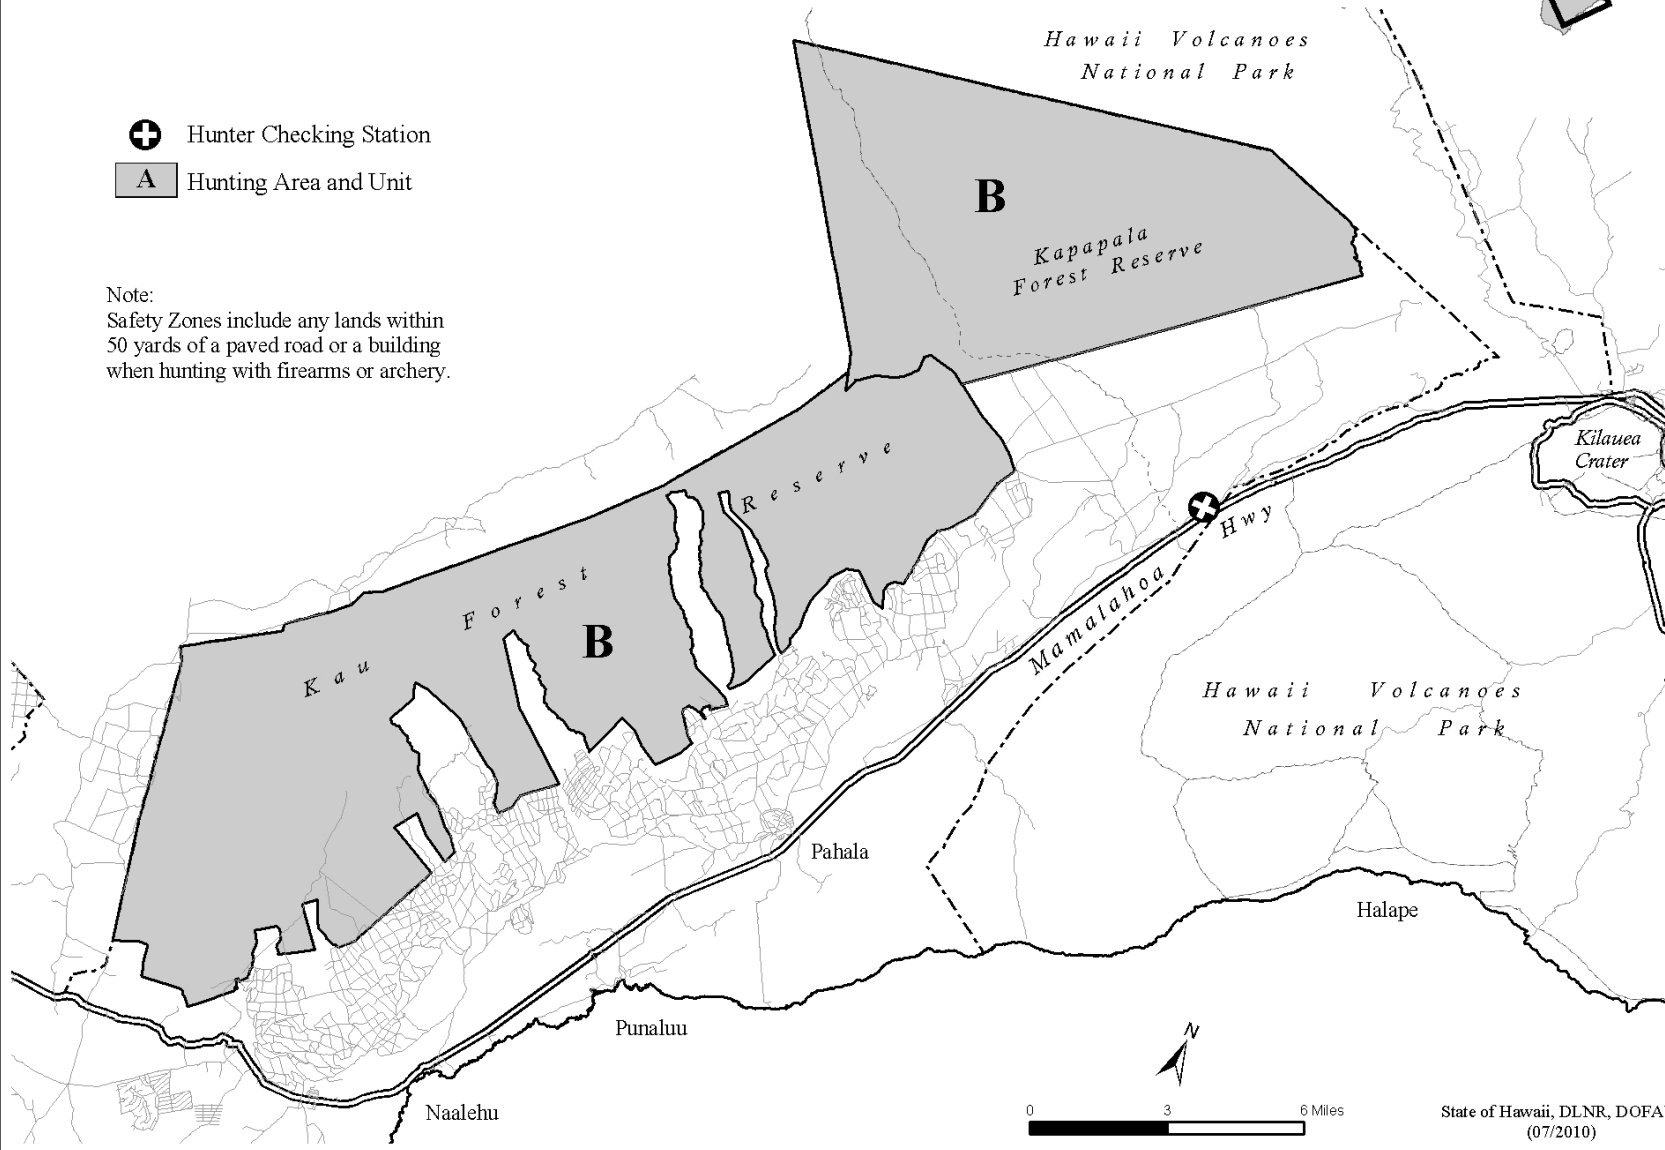 Hawaii Volcanoes
National Park
Hunter Checking Station
A Hunting Area and Unit
B
Kapapala
Forest Reserve
Note:
Safety Zones include any lands within
50 yards of a paved road or a building
when hunting with firearms or archery.
Kilauea
Crater
Kau Forest Reserve
B
Mamalahoa Hwy
Hawaii Volcanoes
National Park
Pahala
Halape
Punaluu
Naalehu
N
0 3 6 Miles
State of Hawaii, DLNR, DOFA
(07/2010)